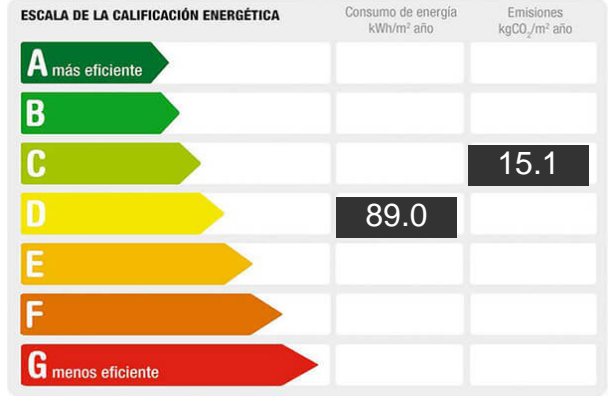 ESCALA DE LA CALIFICACIÓN ENERGÉTICA
Consumo de energía
kWh/m² año
Emisiones
kgCO₂/m² año
A más eficiente
B
C
15.1
D
89.0
E
F
G menos eficiente